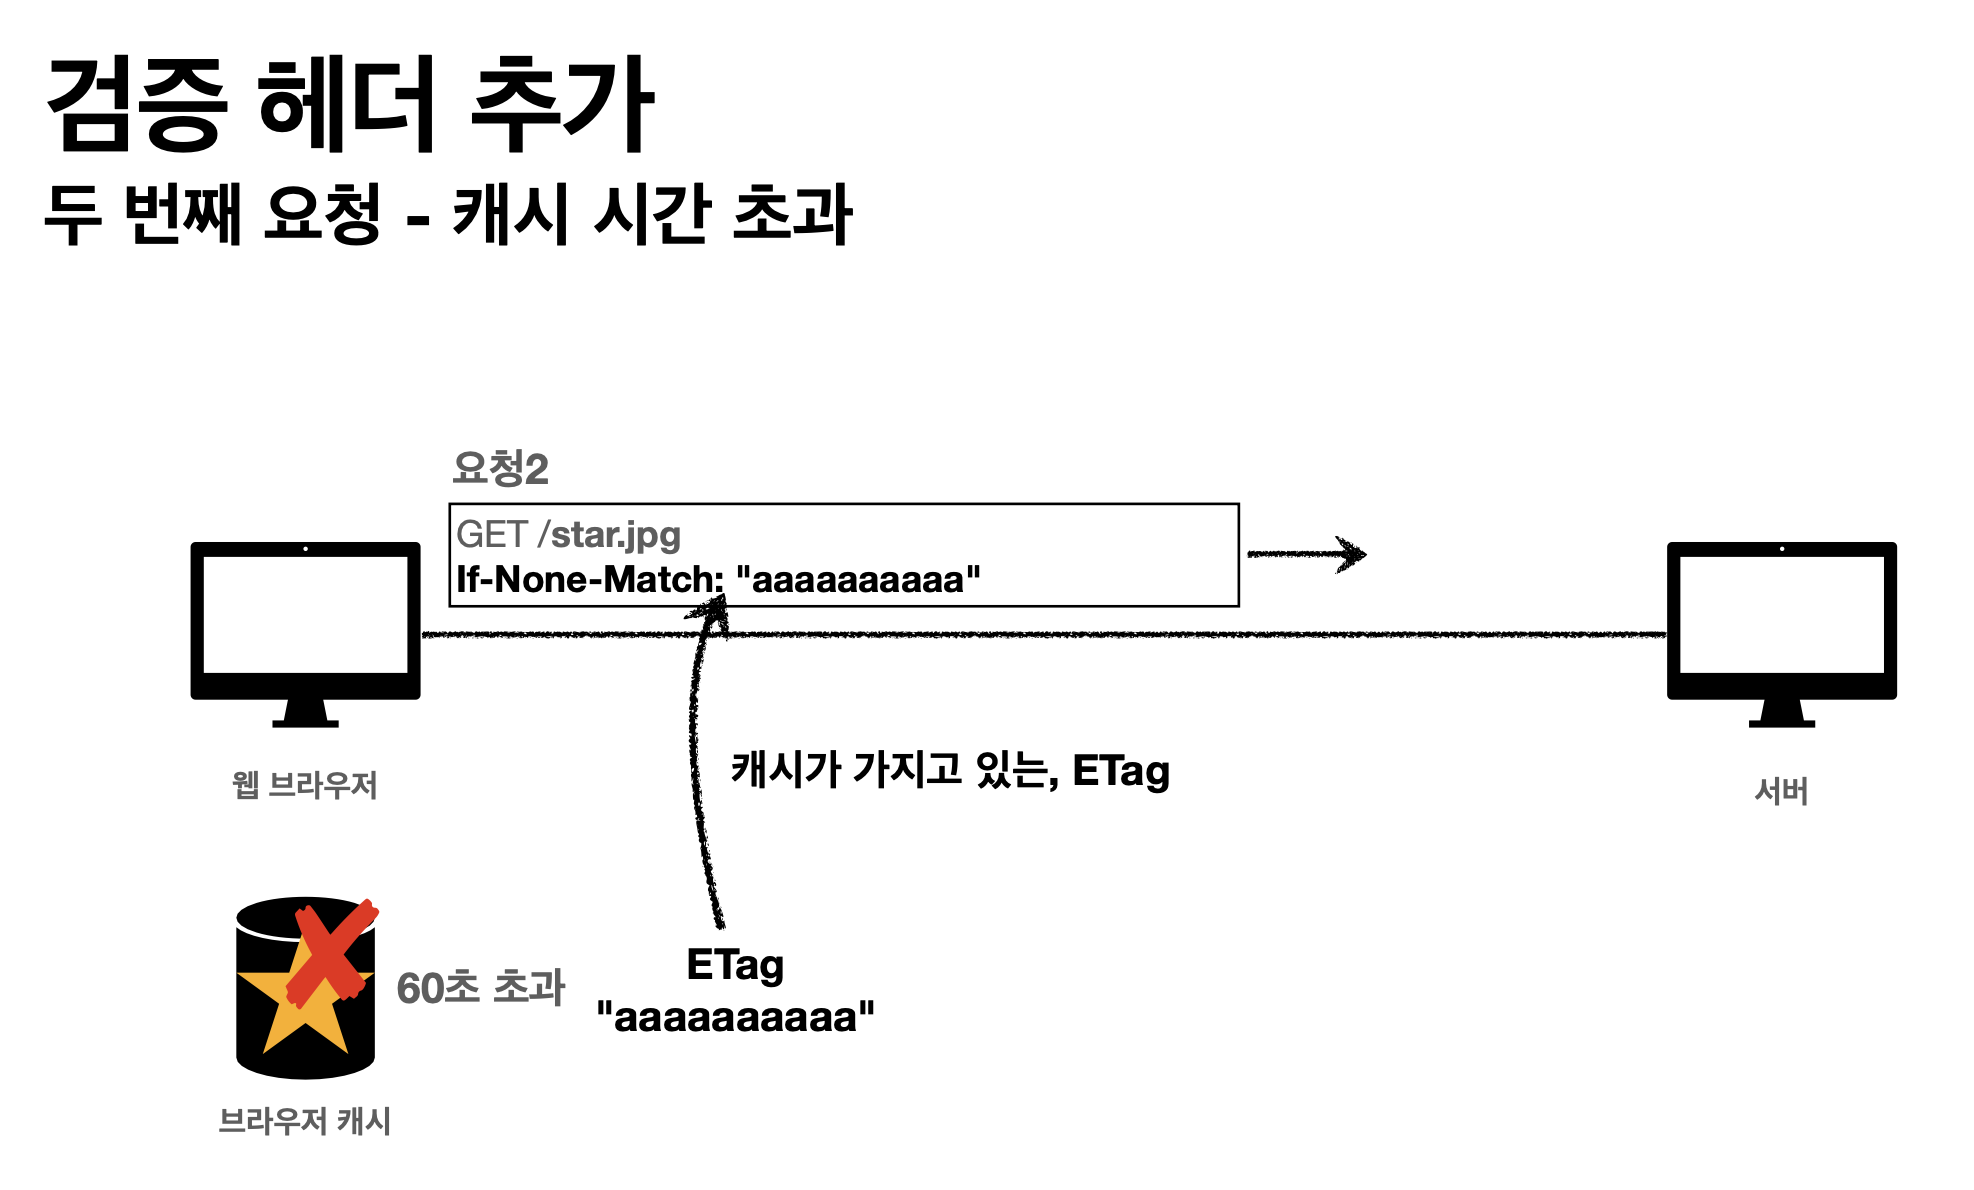 검증 헤더 추가
두 번째 요청 - 캐시 시간 초과
요청2
GET /star.jpg
If-None-Match: "aaaaaaaaaa"
웹 브라우저
캐시가 가지고 있는, ETag
서버
60초 초과
ETag
"aaaaaaaaaa"
브라우저 캐시